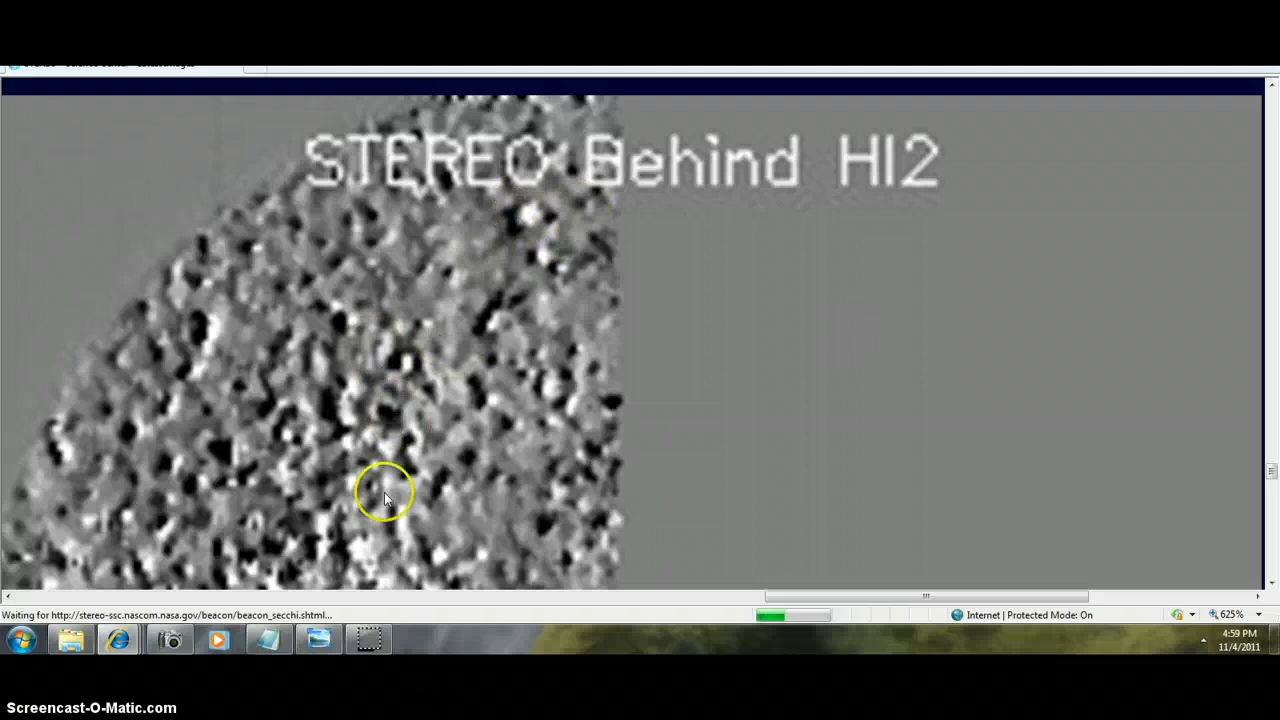 STEREO Behind HI2
Waiting for http://stereo-ssc.nascom.nasa.gov/beacon/beacon_secchi.shtml...
Internet | Protected Mode: On
625%
4:59 PM
11/4/2011
Screencast-O-Matic.com